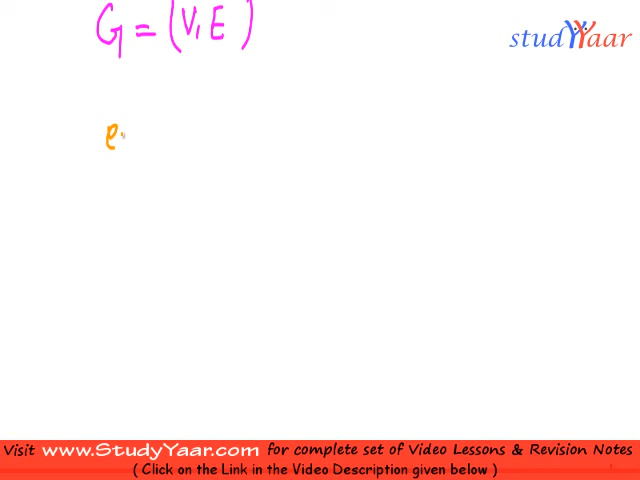 G = (V, E)
studYYaar
e.
Visit www.StudyYaar.com for complete set of Video Lessons & Revision Notes
( Click on the Link in the Video Description given below )